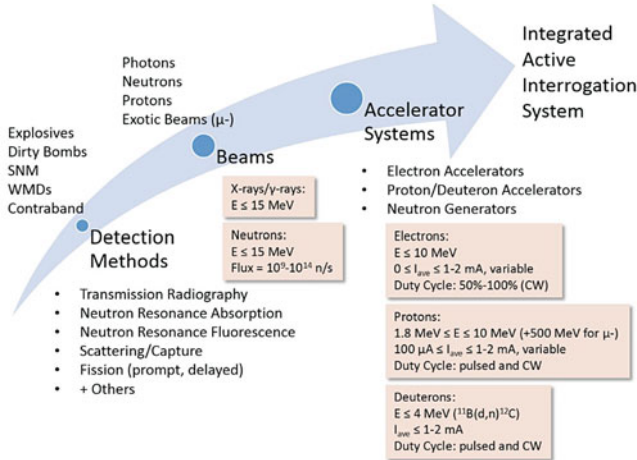 Integrated
Active
Interrogation
System
Photons
Neutrons
Protons
Exotic Beams (μ-)
Accelerator
Systems
Explosives
Dirty Bombs
SNM
WMDs
Contraband
Beams
Detection
Methods
X-rays/γ-rays:
E ≤ 15 MeV
Neutrons:
E ≤ 15 MeV
Flux = 10⁹-10¹⁴ n/s
• Transmission Radiography
• Neutron Resonance Absorption
• Neutron Resonance Fluorescence
• Scattering/Capture
• Fission (prompt, delayed)
• + Others
• Electron Accelerators
• Proton/Deuteron Accelerators
• Neutron Generators
Electrons:
E ≤ 10 MeV
0 ≤ Iave ≤ 1-2 mA, variable
Duty Cycle: 50%-100% (CW)
Protons:
1.8 MeV ≤ E ≤ 10 MeV (+500 MeV for μ-)
100 μA ≤ Iave ≤ 1-2 mA, variable
Duty Cycle: pulsed and CW
Deuterons:
E ≤ 4 MeV (¹¹B(d,n)¹²C)
Iave ≤ 1-2 mA
Duty Cycle: pulsed and CW